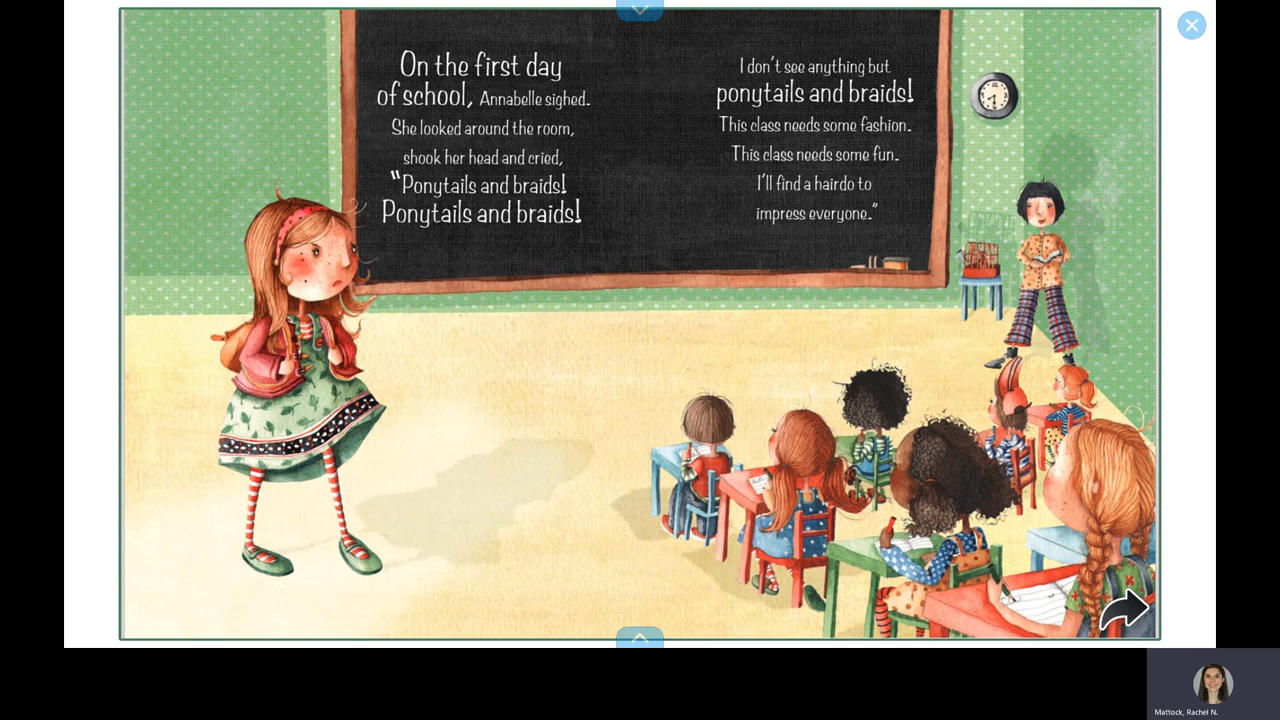 On the first day
of school, Annabelle sighed.
She looked around the room,
shook her head and cried,
"Ponytails and braids!
Ponytails and braids!
I don't see anything but
ponytails and braids!
This class needs some fashion.
This class needs some fun.
I'll find a hairdo to
impress everyone."
Mattock, Rachel N.